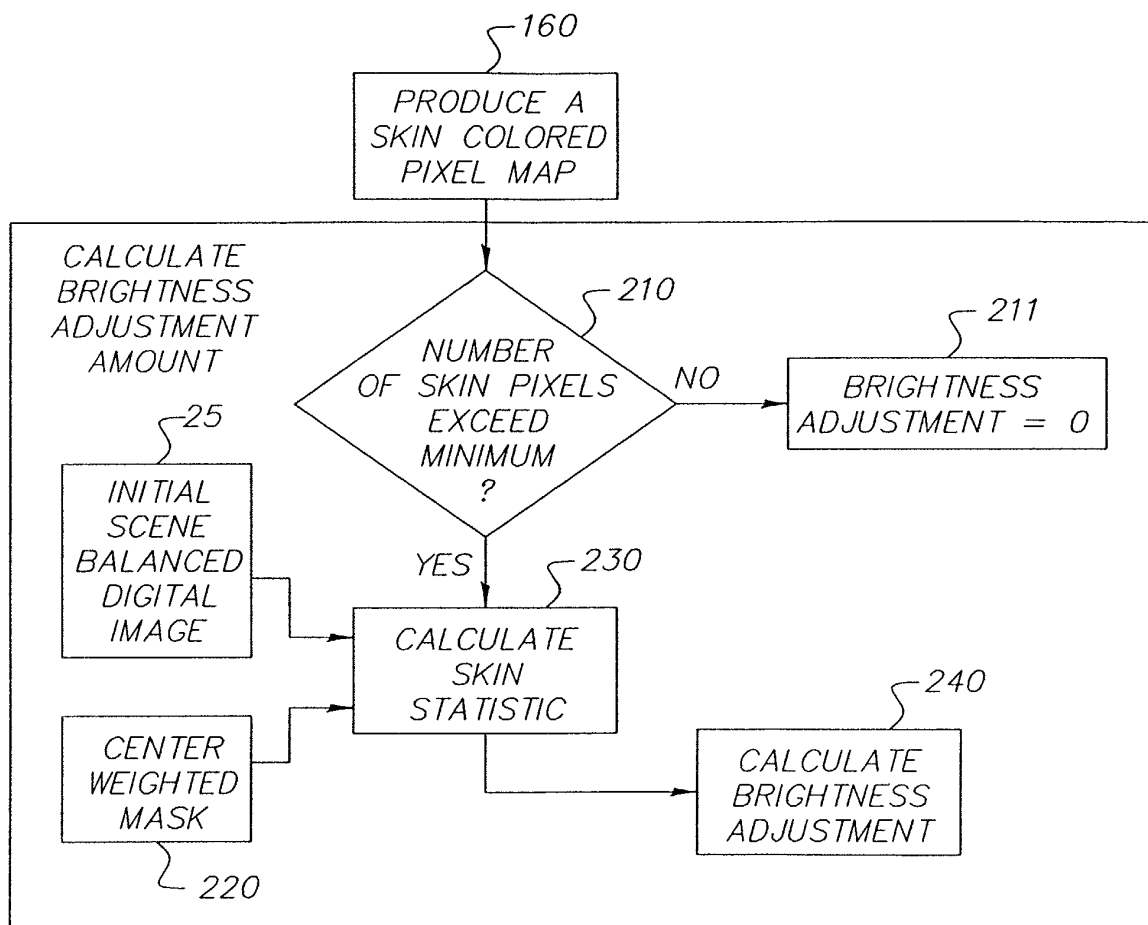 160
PRODUCE A
SKIN COLORED
PIXEL MAP
CALCULATE
BRIGHTNESS
ADJUSTMENT
AMOUNT
210
NUMBER
OF SKIN PIXELS
EXCEED
MINIMUM
?
NO
211
BRIGHTNESS
ADJUSTMENT = 0
25
INITIAL
SCENE
BALANCED
DIGITAL
IMAGE
YES
230
CALCULATE
SKIN
STATISTIC
CENTER
WEIGHTED
MASK
220
240
CALCULATE
BRIGHTNESS
ADJUSTMENT